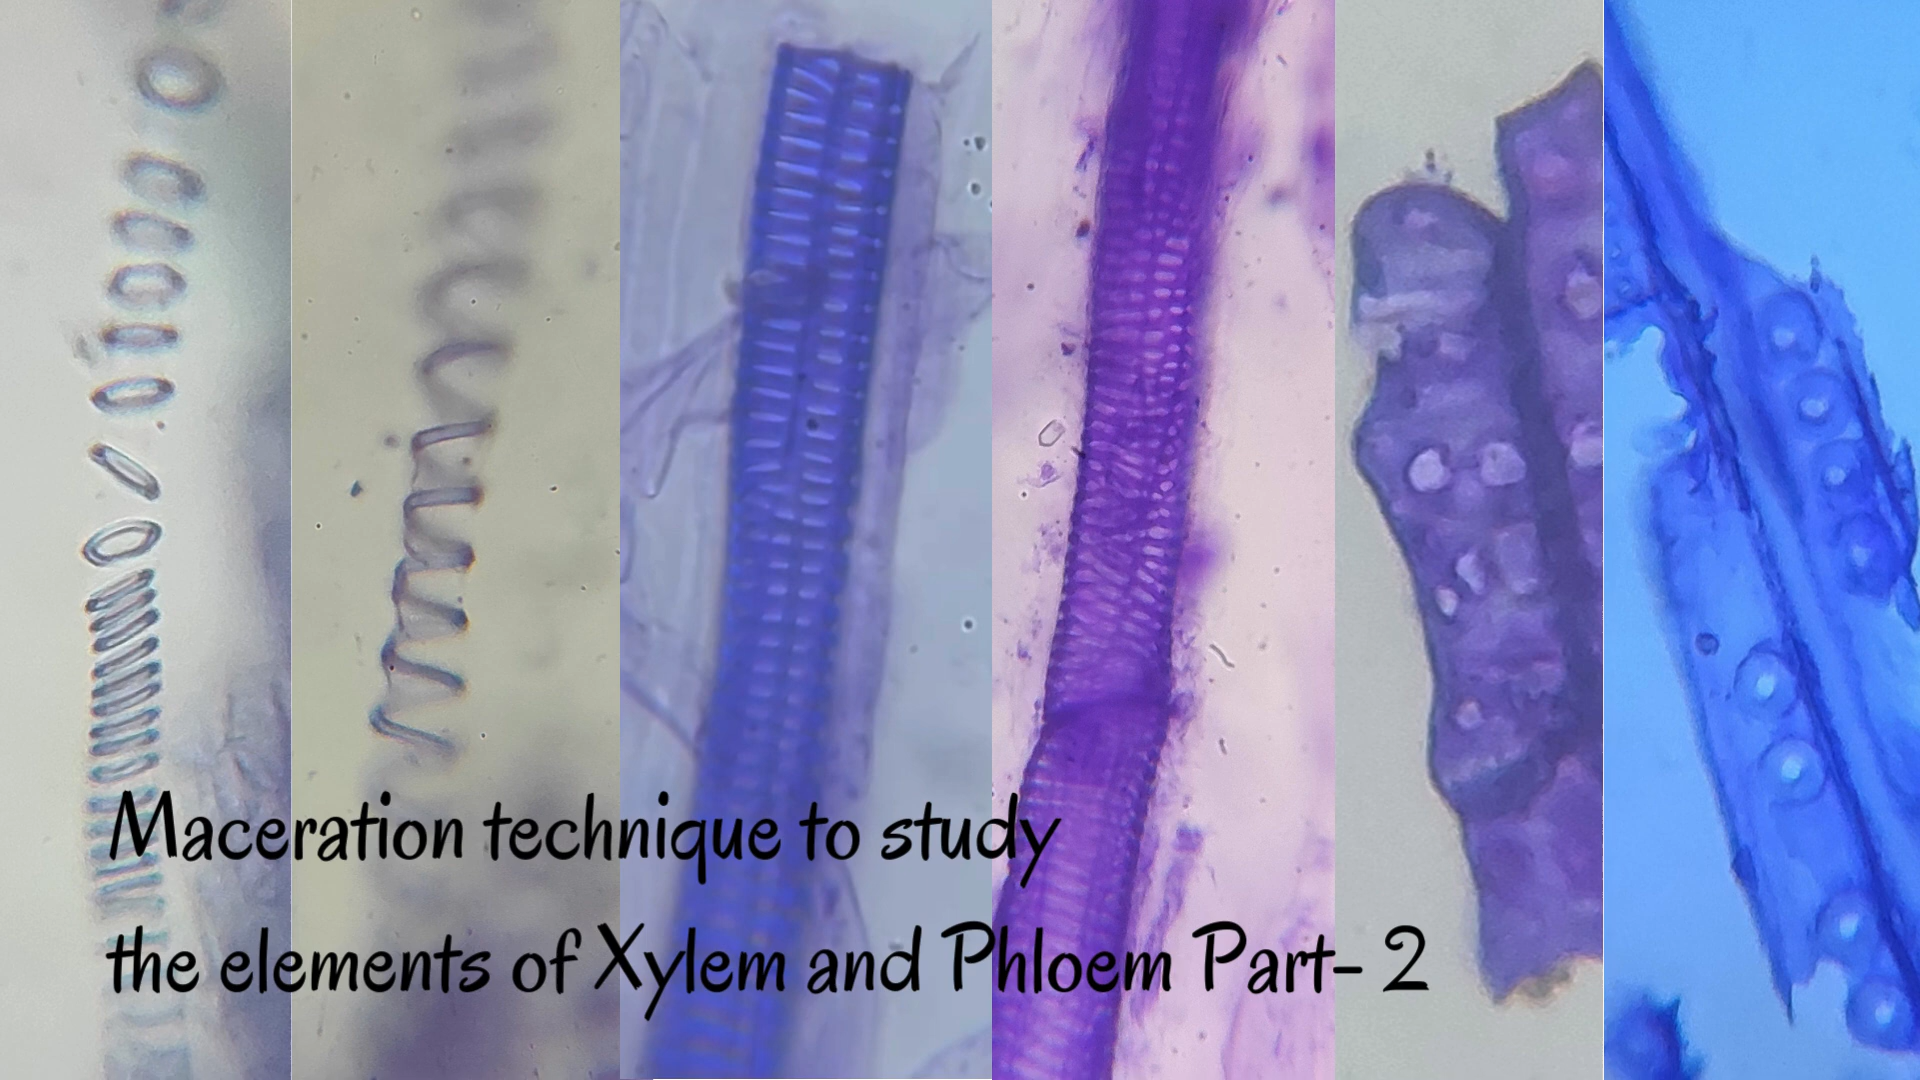 Maceration technique to study
the elements of Xylem and Phloem Part- 2